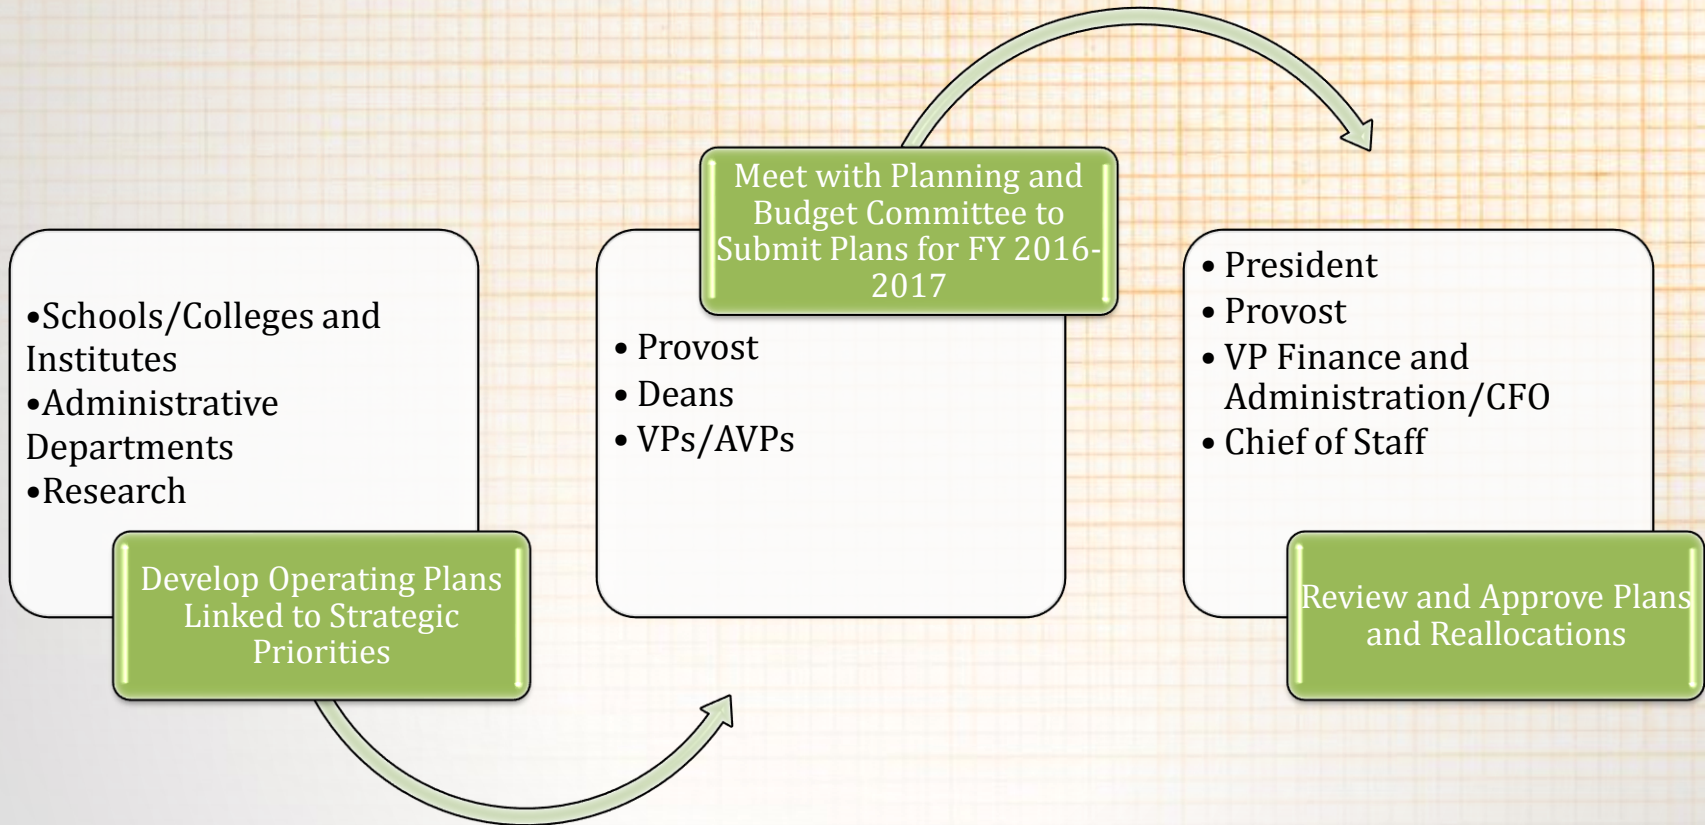 •Schools/Colleges and
Institutes
•Administrative
Departments
•Research
Develop Operating Plans
Linked to Strategic
Priorities
Meet with Planning and
Budget Committee to
Submit Plans for FY 2016-
2017
• Provost
• Deans
• VPs/AVPs
• President
• Provost
• VP Finance and
Administration/CFO
• Chief of Staff
Review and Approve Plans
and Reallocations